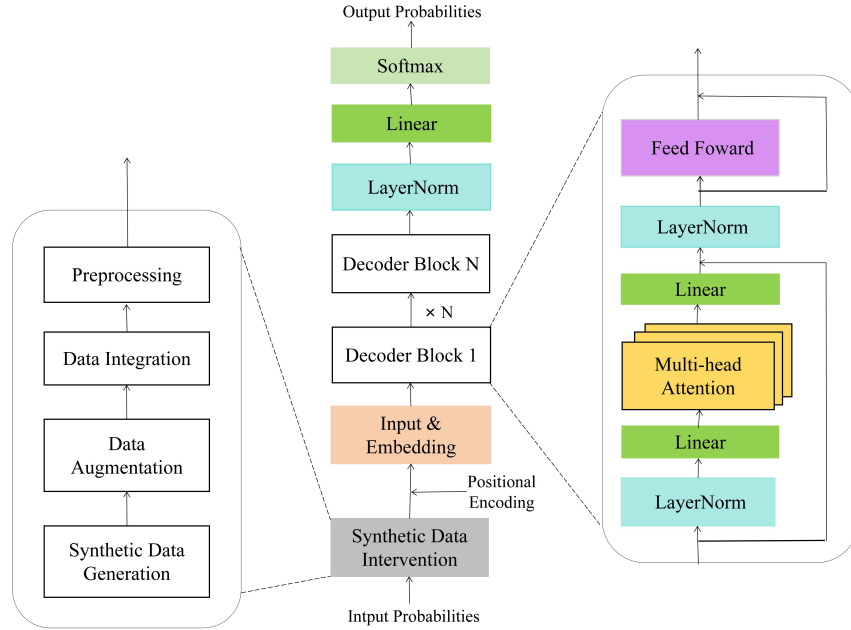 Output Probabilities
Softmax
Linear
LayerNorm
Decoder Block N
× N
Decoder Block 1
Input &
Embedding
Positional
Encoding
Synthetic Data
Intervention
Intput Probabilities
Preprocessing
Data Integration
Data
Augmentation
Synthetic Data
Generation
Feed Foward
LayerNorm
Linear
Multi-head
Attention
Linear
LayerNorm